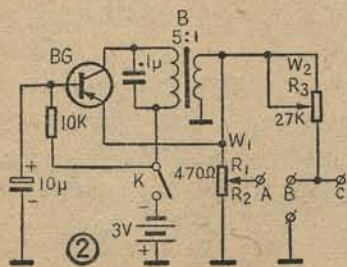 B
5:1
BG
.1μ
W₂
R₃
27K
10K
W₁
470Ω
R₁
R₂
A
B
C
+
10μ
-
K
-
3V
+
②